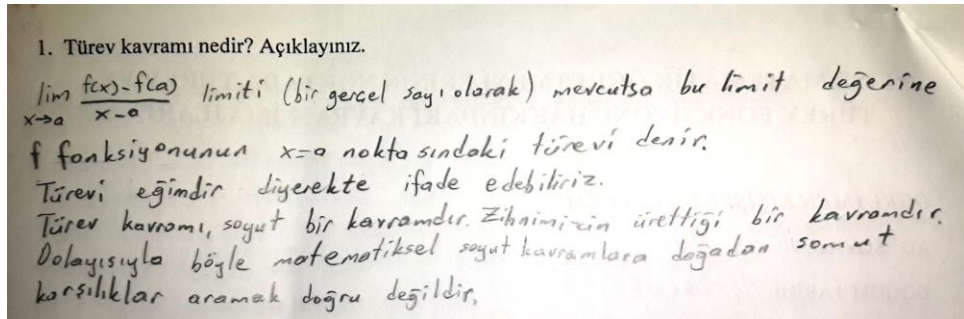 1. Türev kavramı nedir? Açıklayınız.
lim x→a f(x)-f(a) / x-a limiti (bir gerçel sayı olarak) mevcutsa bu limit değerine
f fonksiyonunun x=a noktasındaki türevi denir.
Türevi eğimdir diyerekte ifade edebiliriz.
Türev kavramı, soyut bir kavramdır. Zihnimizin ürettiği bir kavramdır.
Dolayısıyla böyle matematiksel soyut kavramlara doğadan somut
karşılıklar aramak doğru değildir.